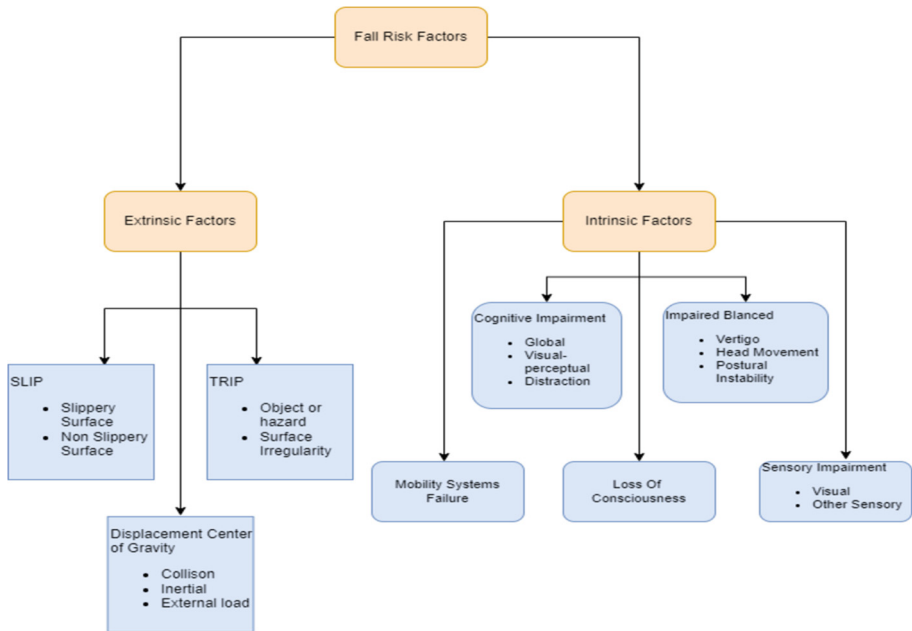 Fall Risk Factors
Extrinsic Factors
Intrinsic Factors
Cognitive Impairment
• Global
• Visual-
perceptual
• Distraction
Impaired Blanced
• Vertigo
• Head Movement
• Postural
Instability
SLIP
• Slippery
Surface
• Non Slippery
Surface
TRIP
• Object or
hazard
• Surface
Irregularity
Mobility Systems
Failure
Loss Of
Consciousness
Sensory Impairment
• Visual
• Other Sensory
Displacement Center
of Gravity
• Collison
• Inertial
• External load